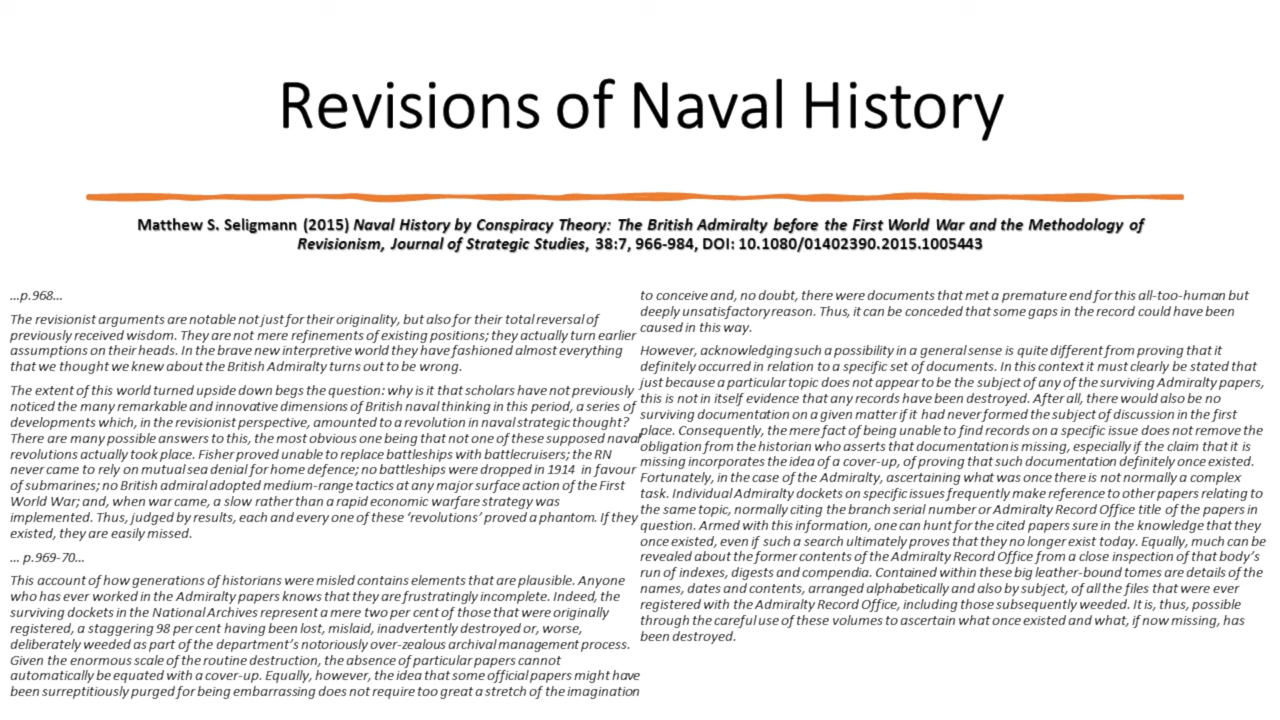 Revisions of Naval History
Matthew S. Seligmann (2015) Naval History by Conspiracy Theory: The British Admiralty before the First World War and the Methodology of
Revisionism, Journal of Strategic Studies, 38:7, 966-984, DOI: 10.1080/01402390.2015.1005443
...p.968...
The revisionist arguments are notable not just for their originality, but also for their total reversal of
previously received wisdom. They are not mere refinements of existing positions; they actually turn earlier
assumptions on their heads. In the brave new interpretive world they have fashioned almost everything
that we thought we knew about the British Admiralty turns out to be wrong.
The extent of this world turned upside down begs the question: why is it that scholars have not previously
noticed the many remarkable and innovative dimensions of British naval thinking in this period, a series of
developments which, in the revisionist perspective, amounted to a revolution in naval strategic thought?
There are many possible answers to this, the most obvious one being that not one of these supposed naval
revolutions actually took place. Fisher proved unable to replace battleships with battlecruisers; the RN
never came to rely on mutual sea denial for home defence; no battleships were dropped in 1914 in favour
of submarines; no British admiral adopted medium-range tactics at any major surface action of the First
World War; and, when war came, a slow rather than a rapid economic warfare strategy was
implemented. Thus, judged by results, each and every one of these ‘revolutions’ proved a phantom. If they
existed, they are easily missed.
... p.969-70...
This account of how generations of historians were misled contains elements that are plausible. Anyone
who has ever worked in the Admiralty papers knows that they are frustratingly incomplete. Indeed, the
surviving dockets in the National Archives represent a mere two per cent of those that were originally
registered, a staggering 98 per cent having been lost, mislaid, inadvertently destroyed or, worse,
deliberately weeded as part of the department’s notoriously over-zealous archival management process.
Given the enormous scale of the routine destruction, the absence of particular papers cannot
automatically be equated with a cover-up. Equally, however, the idea that some official papers might have
been surreptitiously purged for being embarrassing does not require too great a stretch of the imagination
to conceive and, no doubt, there were documents that met a premature end for this all-too-human but
deeply unsatisfactory reason. Thus, it can be conceded that some gaps in the record could have been
caused in this way.
However, acknowledging such a possibility in a general sense is quite different from proving that it
definitely occurred in relation to a specific set of documents. In this context it must clearly be stated that
just because a particular topic does not appear to be the subject of any of the surviving Admiralty papers,
this is not in itself evidence that any records have been destroyed. After all, there would also be no
surviving documentation on a given matter if it had never formed the subject of discussion in the first
place. Consequently, the mere fact of being unable to find records on a specific issue does not remove the
obligation from the historian who asserts that documentation is missing, especially if the claim that it is
missing incorporates the idea of a cover-up, of proving that such documentation definitely once existed.
Fortunately, in the case of the Admiralty, ascertaining what was once there is not normally a complex
task. Individual Admiralty dockets on specific issues frequently make reference to other papers relating to
the same topic, normally citing the branch serial number or Admiralty Record Office title of the papers in
question. Armed with this information, one can hunt for the cited papers sure in the knowledge that they
once existed, even if such a search ultimately proves that they no longer exist today. Equally, much can be
revealed about the former contents of the Admiralty Record Office from a close inspection of that body’s
run of indexes, digests and compendia. Contained within these big leather-bound tomes are details of the
names, dates and contents, arranged alphabetically and also by subject, of all the files that were ever
registered with the Admiralty Record Office, including those subsequently weeded. It is, thus, possible
through the careful use of these volumes to ascertain what once existed and what, if now missing, has
been destroyed.